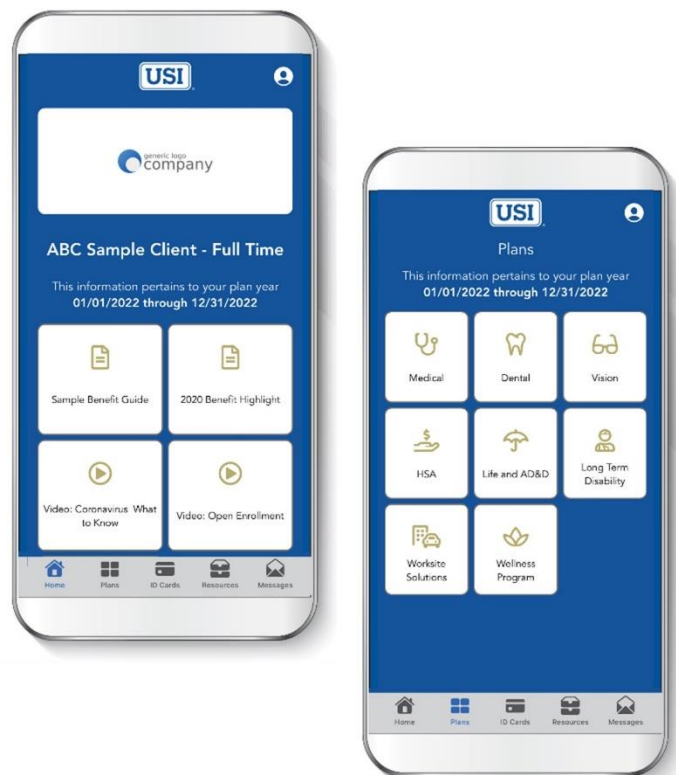 USI
generic logo
company
ABC Sample Client - Full Time
This information pertains to your plan year
01/01/2022 through 12/31/2022
Sample Benefit Guide
2020 Benefit Highlight
Video: Coronavirus What
to Know
Video: Open Enrollment
Home
Plans
ID Cards
Resources
Messages
USI
Plans
This information pertains to your plan year
01/01/2022 through 12/31/2022
Medical
Dental
Vision
HSA
Life and AD&D
Long Term
Disability
Worksite
Solutions
Wellness
Program
Home
Plans
ID Cards
Resources
Messages